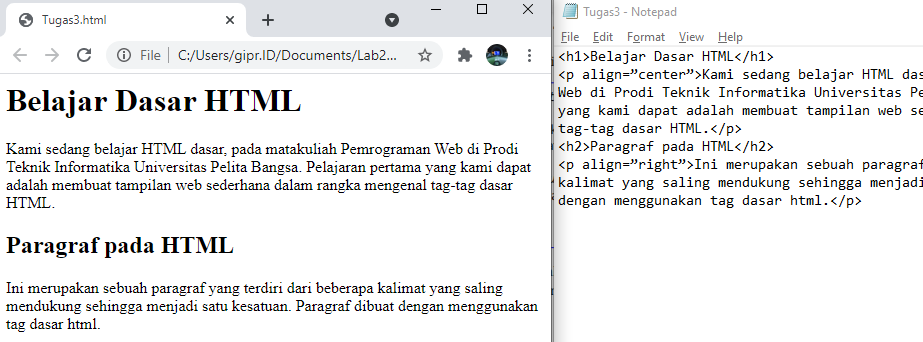 Tugas3.html
File | C:/Users/gipr.ID/Documents/Lab2...
Belajar Dasar HTML
Kami sedang belajar HTML dasar, pada matakuliah Pemrograman Web di Prodi
Teknik Informatika Universitas Pelita Bangsa. Pelajaran pertama yang kami dapat
adalah membuat tampilan web sederhana dalam rangka mengenal tag-tag dasar
HTML.
Paragraf pada HTML
Ini merupakan sebuah paragraf yang terdiri dari beberapa kalimat yang saling
mendukung sehingga menjadi satu kesatuan. Paragraf dibuat dengan menggunakan
tag dasar html.
Tugas3 - Notepad
File Edit Format View Help
<h1>Belajar Dasar HTML</h1>
<p align=”center”>Kami sedang belajar HTML das
Web di Prodi Teknik Informatika Universitas Pe
yang kami dapat adalah membuat tampilan web se
tag-tag dasar HTML.</p>
<h2>Paragraf pada HTML</h2>
<p align=”right”>Ini merupakan sebuah paragraf
kalimat yang saling mendukung sehingga menjadi
dengan menggunakan tag dasar html.</p>